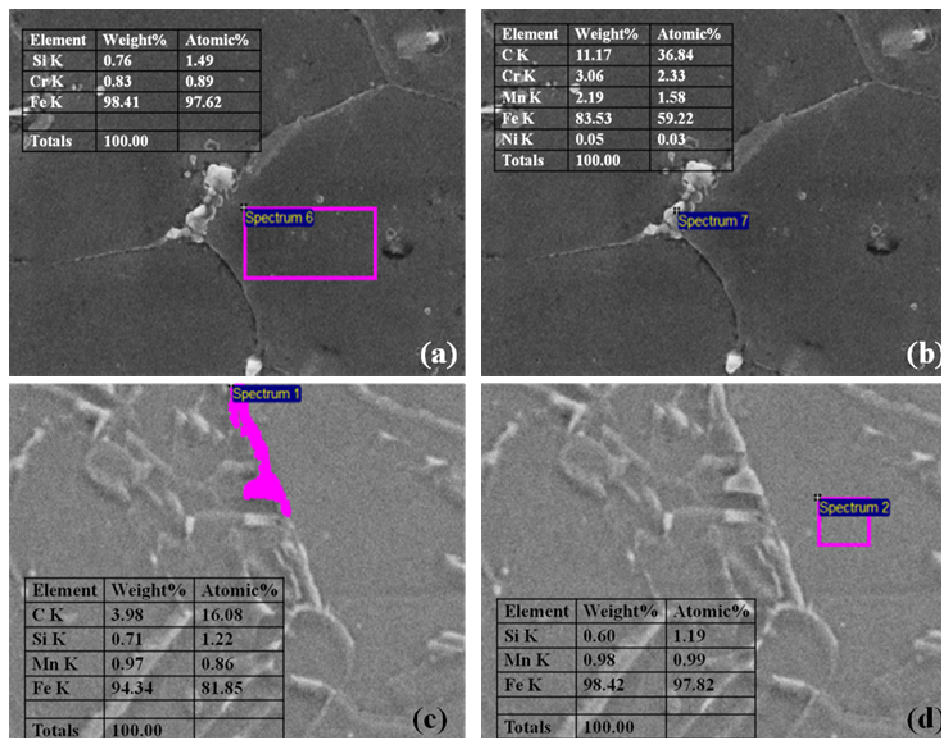 Element Weight% Atomic%
Si K 0.76 1.49
Cr K 0.83 0.89
Fe K 98.41 97.62
Totals 100.00
Spectrum 6
(a)
Element Weight% Atomic%
C K 11.17 36.84
Cr K 3.06 2.33
Mn K 2.19 1.58
Fe K 83.53 59.22
Ni K 0.05 0.03
Totals 100.00
Spectrum 7
(b)
Spectrum 1
Element Weight% Atomic%
C K 3.98 16.08
Si K 0.71 1.22
Mn K 0.97 0.86
Fe K 94.34 81.85
Totals 100.00
(c)
Spectrum 2
Element Weight% Atomic%
Si K 0.60 1.19
Mn K 0.98 0.99
Fe K 98.42 97.82
Totals 100.00
(d)